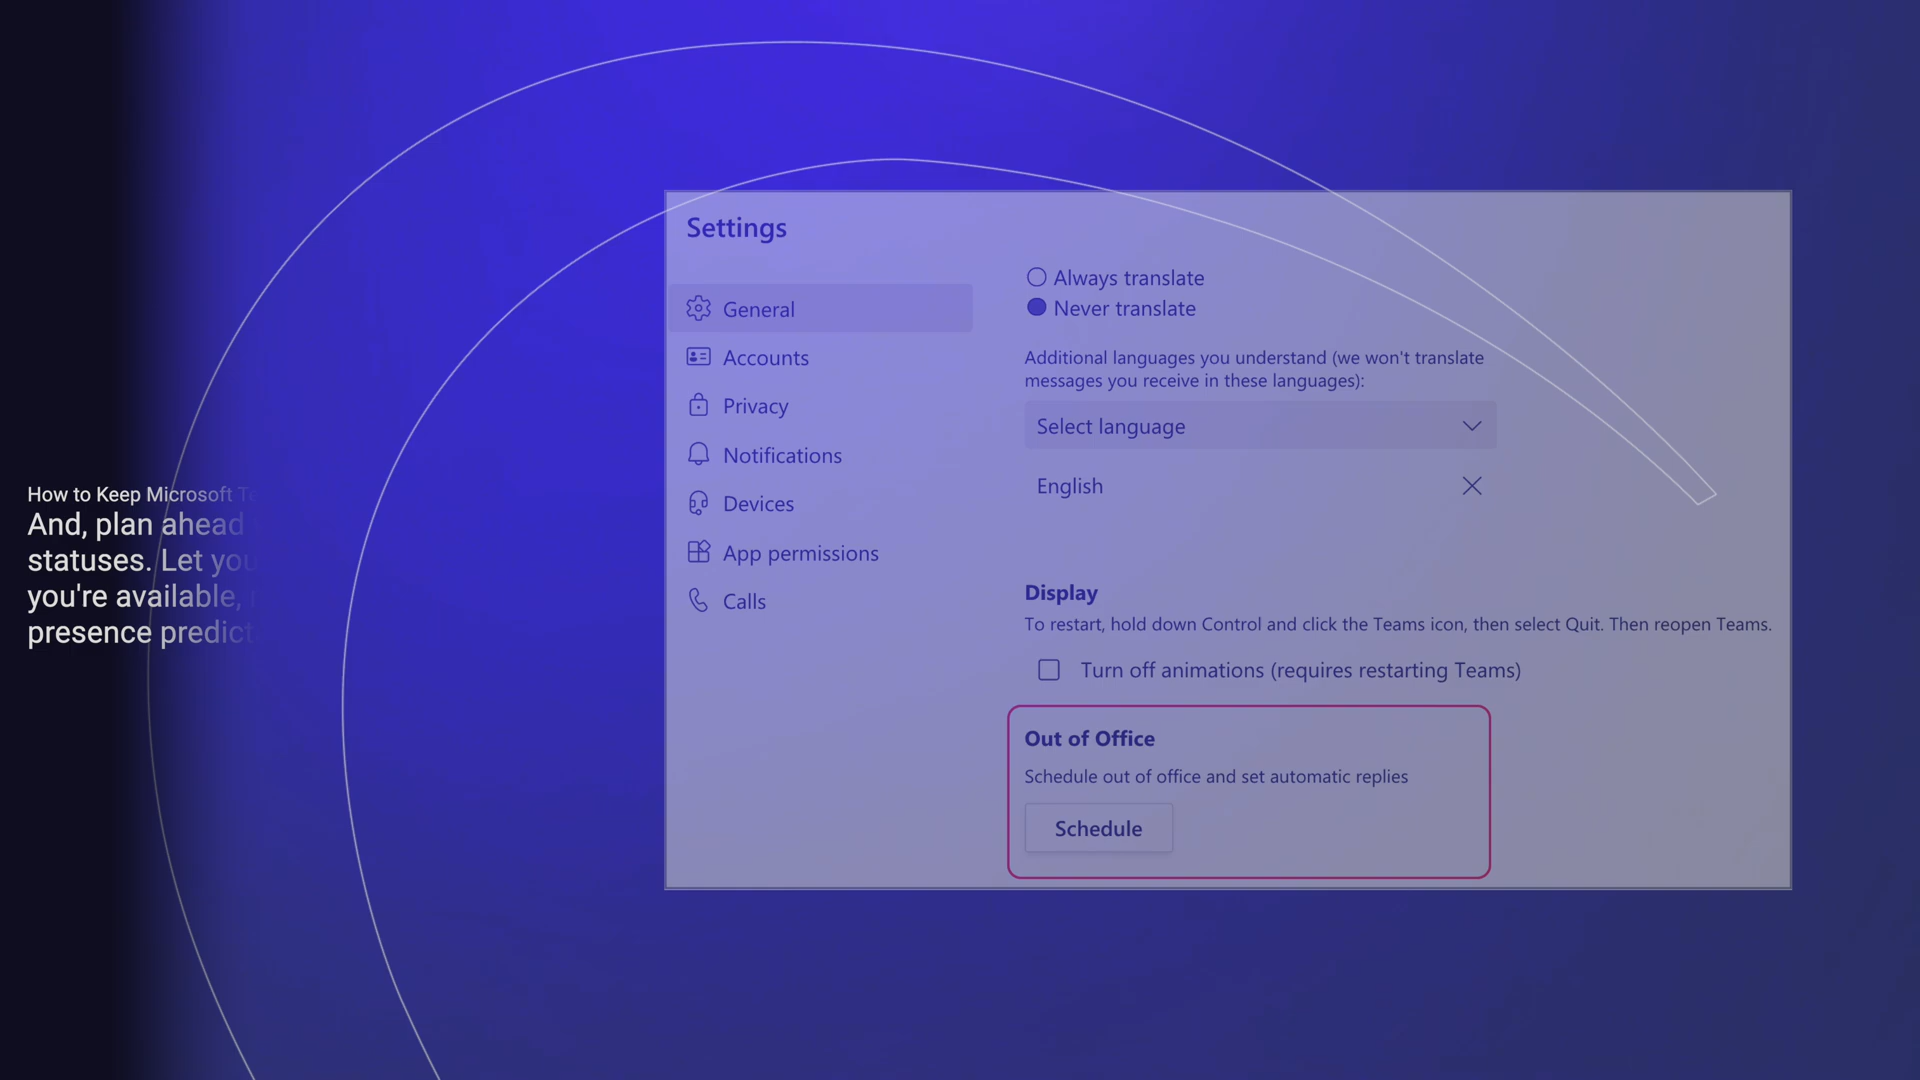 How to Keep Microsoft
And, plan ahead
statuses. Let you
you're available,
presence predict
Settings
General
Accounts
Privacy
Notifications
Devices
App permissions
Calls
Always translate
Never translate
Additional languages you understand (we won't translate
messages you receive in these languages):
Select language
English
Display
To restart, hold down Control and click the Teams icon, then select Quit. Then reopen Teams.
Turn off animations (requires restarting Teams)
Out of Office
Schedule out of office and set automatic replies
Schedule